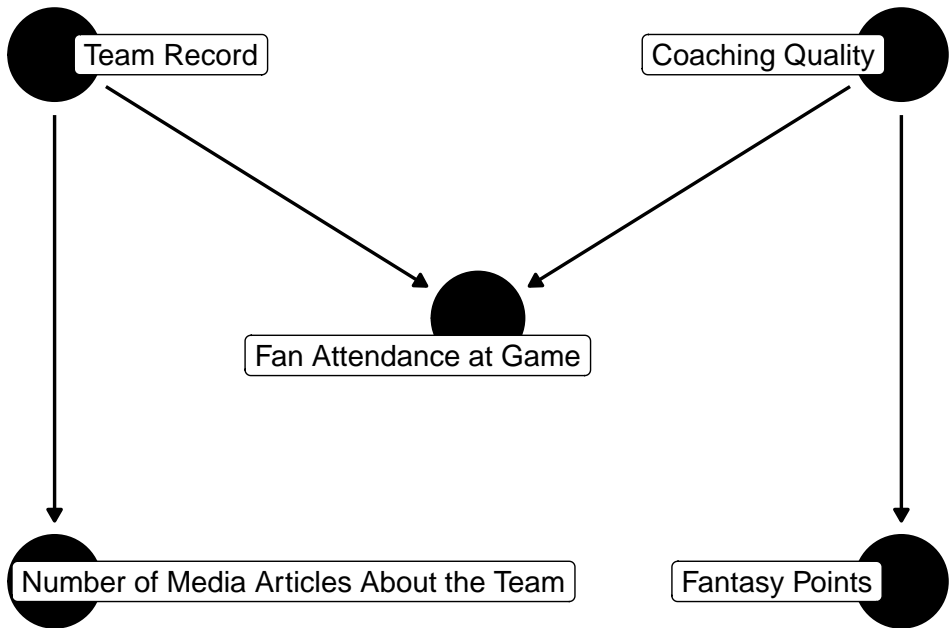 Team Record
Coaching Quality
Fan Attendance at Game
Number of Media Articles About the Team
Fantasy Points